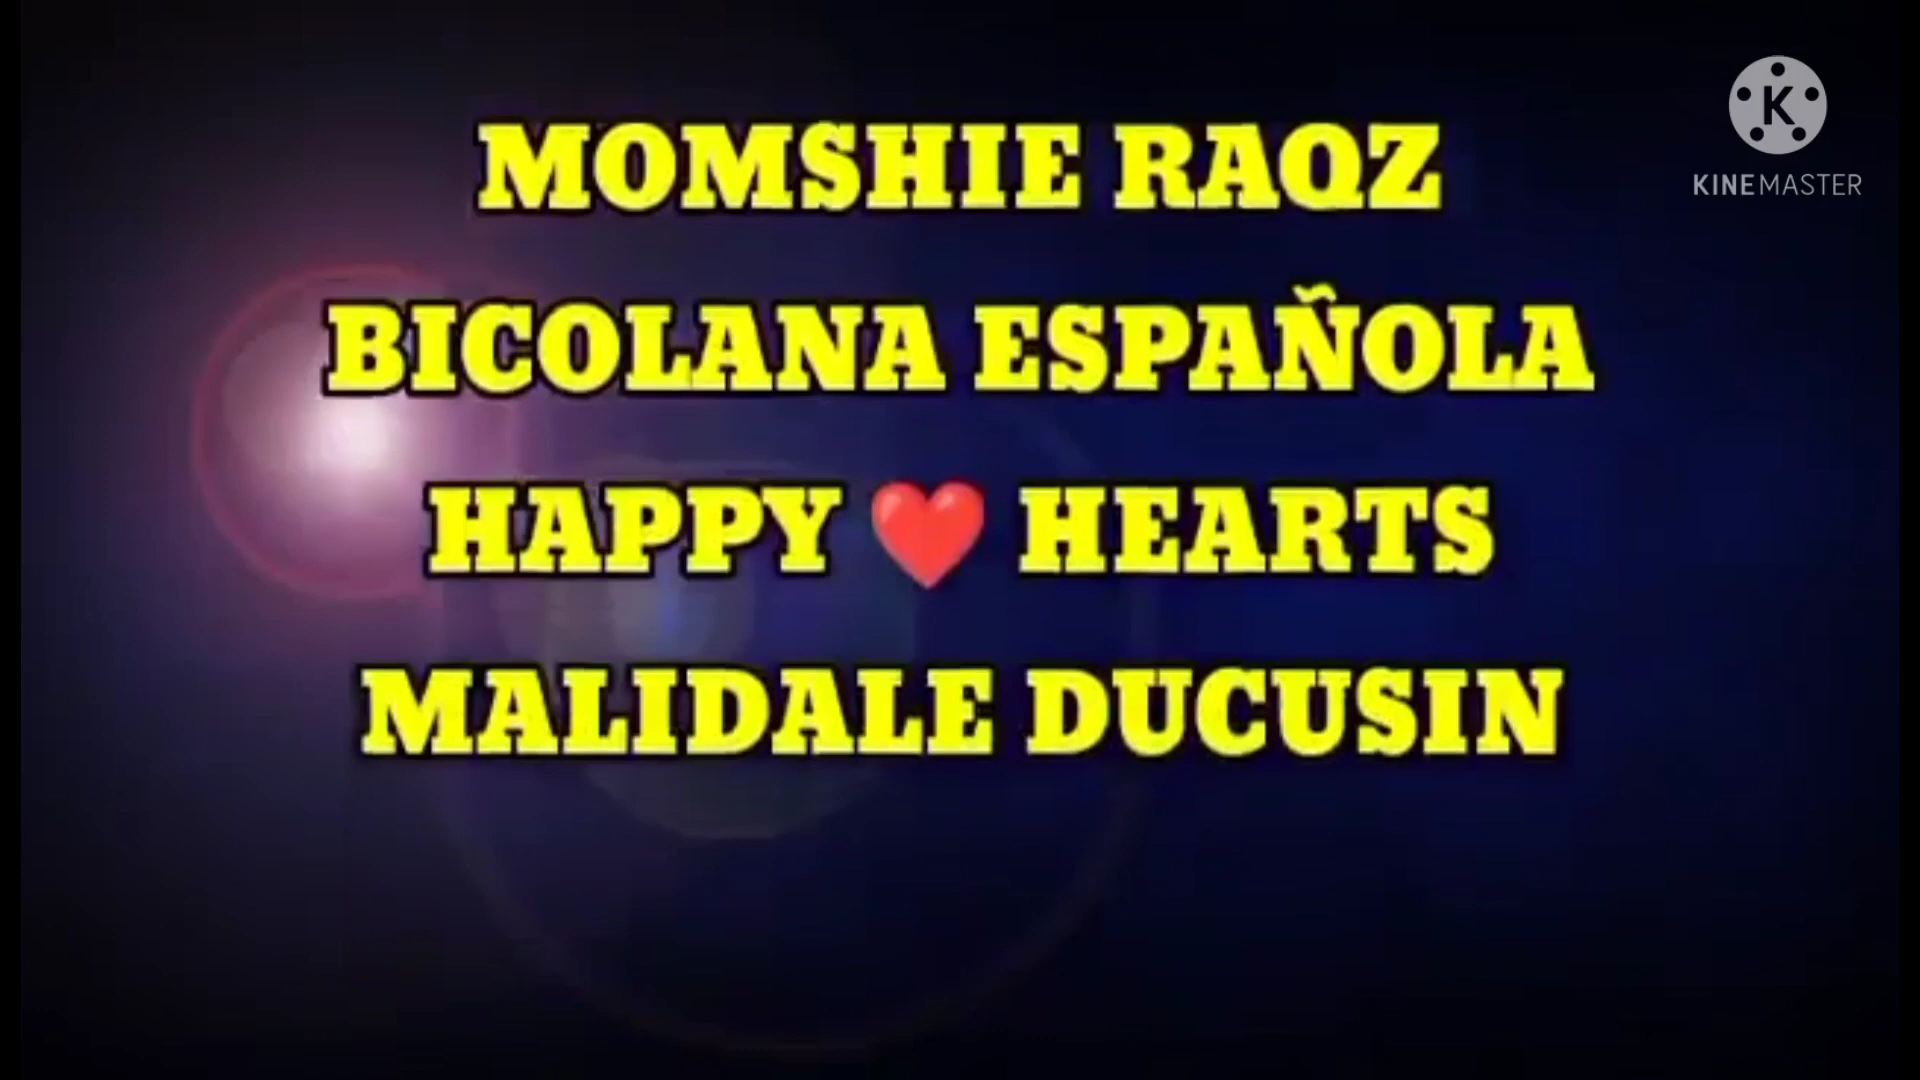 MOMSHIE RAQZ
BICOLANA ESPAÑOLA
HAPPY ❤️ HEARTS
MALIDALE DUCUSIN
K
KINEMASTER